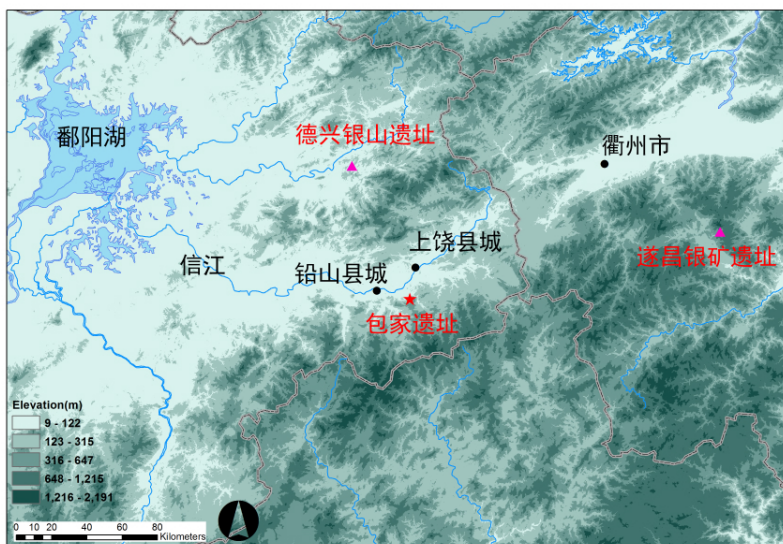 德兴银山遗址
鄱阳湖
衢州市
上饶县城
遂昌银矿遗址
信江
铅山县城
包家遗址
Elevation(m)
9 - 122
123 - 315
316 - 647
648 - 1,215
1,216 - 2,191
0 10 20 40 60 80
Kilometers